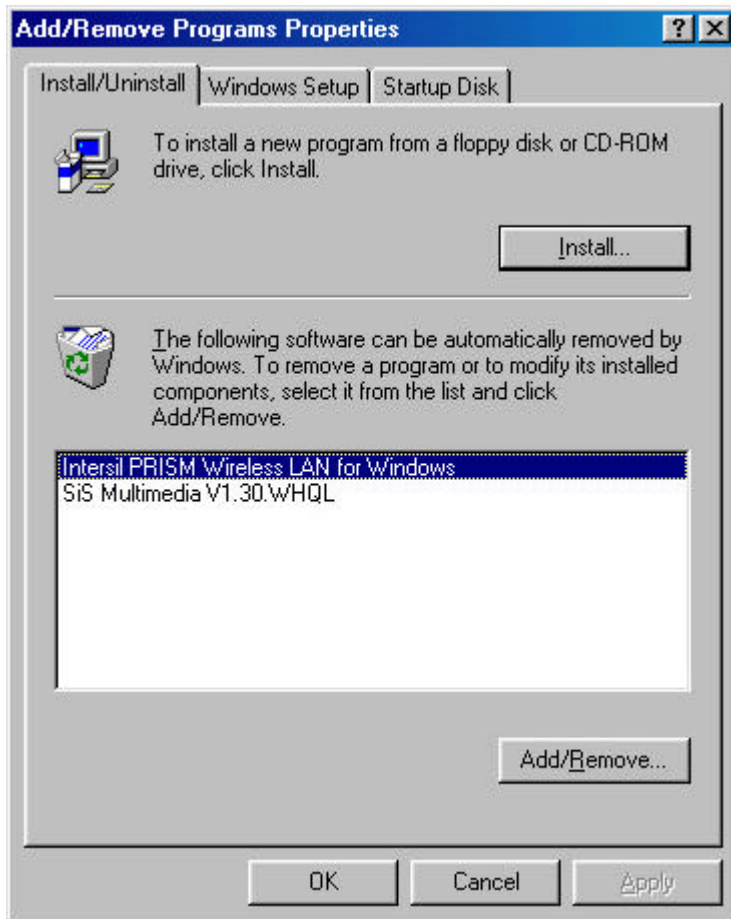 Add/Remove Programs Properties
Install/Uninstall
Windows Setup
Startup Disk
To install a new program from a floppy disk or CD-ROM
drive, click Install.
Install...
The following software can be automatically removed by
Windows. To remove a program or to modify its installed
components, select it from the list and click
Add/Remove.
Intersil PRISM Wireless LAN for Windows
SiS Multimedia V1.30.WHQL
Add/Remove...
OK
Cancel
Apply